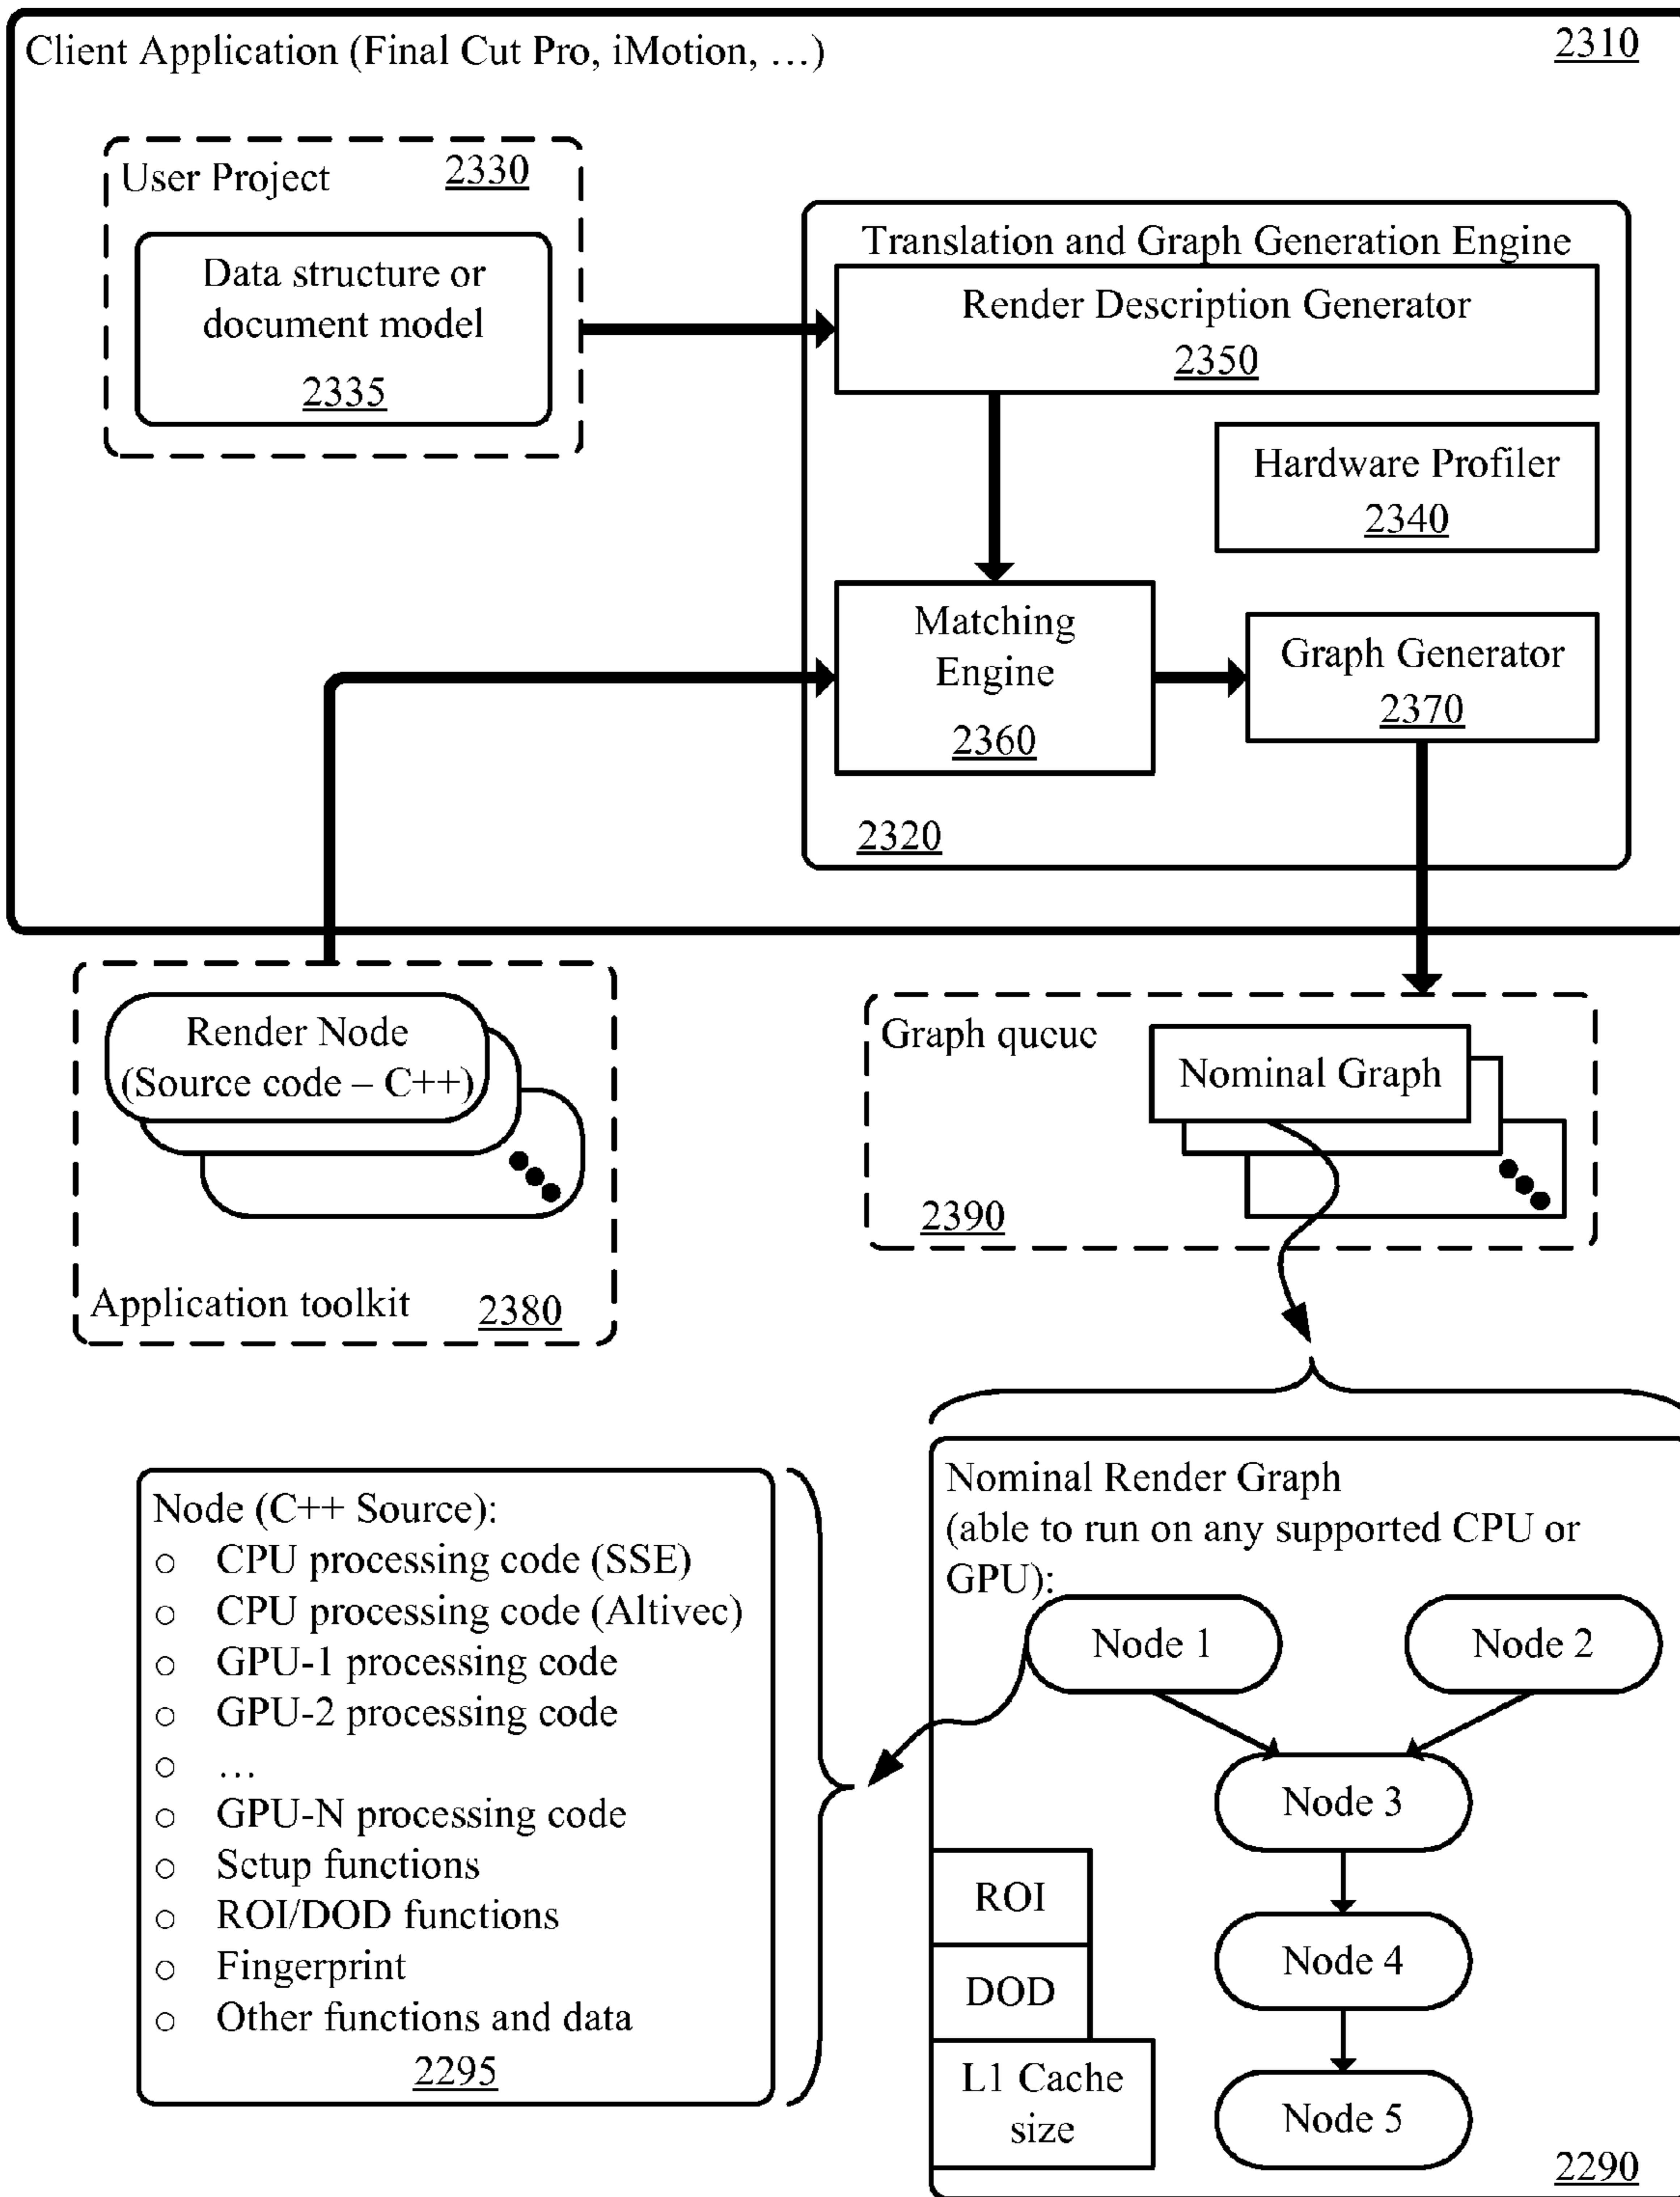 Client Application (Final Cut Pro, iMotion, …)
2310
User Project
2330
Data structure or
document model
2335
Translation and Graph Generation Engine
Render Description Generator
2350
Hardware Profiler
2340
Matching
Engine
2360
Graph Generator
2370
2320
Render Node
(Source code – C++)
Application toolkit
2380
Graph queue
Nominal Graph
2390
Node (C++ Source):
○ CPU processing code (SSE)
○ CPU processing code (Altivec)
○ GPU-1 processing code
○ GPU-2 processing code
○ …
○ GPU-N processing code
○ Setup functions
○ ROI/DOD functions
○ Fingerprint
○ Other functions and data
2295
Nominal Render Graph
(able to run on any supported CPU or
GPU):
Node 1
Node 2
Node 3
Node 4
Node 5
ROI
DOD
L1 Cache
size
2290